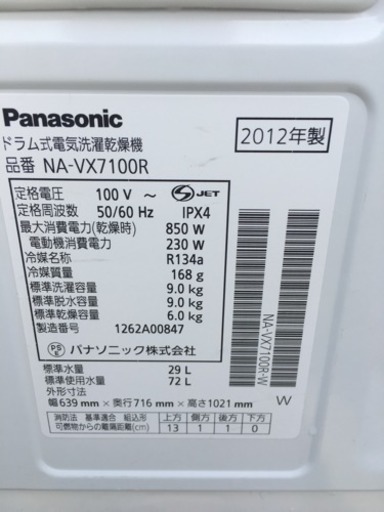 Panasonic
ドラム式電気洗濯乾燥機
2012年製
品番 NA-VX7100R
定格電圧 100 V ~
S JET
定格周波数 50/60 Hz IPX4
最大消費電力(乾燥時) 850 W
電動機消費電力 230 W
冷媒名称 R134a
冷媒質量 168 g
標準洗濯容量 9.0 kg
標準脱水容量 9.0 kg
標準乾燥容量 6.0 kg
製造番号 1262A00847
PS E パナソニック株式会社
標準水量 29 L
標準使用水量 72 L
外形寸法
幅639 mm × 奥行716 mm × 高さ1021 mm
消防法 基準適合 組込形 上方 側方 前方 後方
可燃物からの離隔距離(cm) 13 1 1 0
NA-VX7100R-W
W